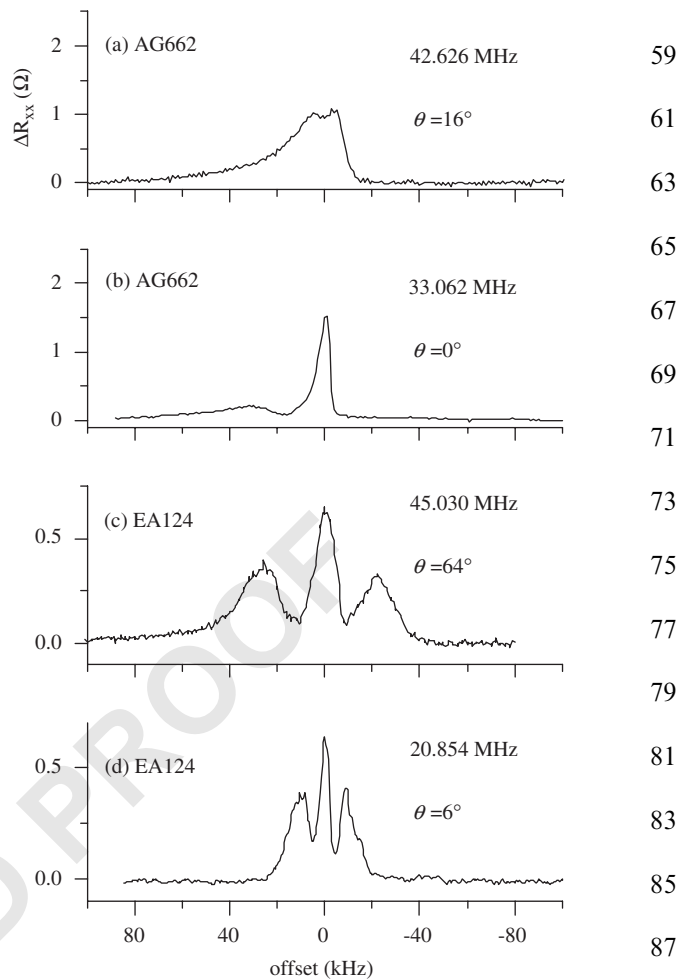 2
(a) AG662
42.626 MHz
59
ΔRxx (Ω)
1
θ =16°
61
0
63
65
2
(b) AG662
33.062 MHz
67
1
θ =0°
69
0
71
(c) EA124
45.030 MHz
73
0.5
θ =64°
75
0.0
77
79
(d) EA124
20.854 MHz
81
0.5
θ =6°
83
0.0
85
80
40
0
-40
-80
87
offset (kHz)
D PROOF